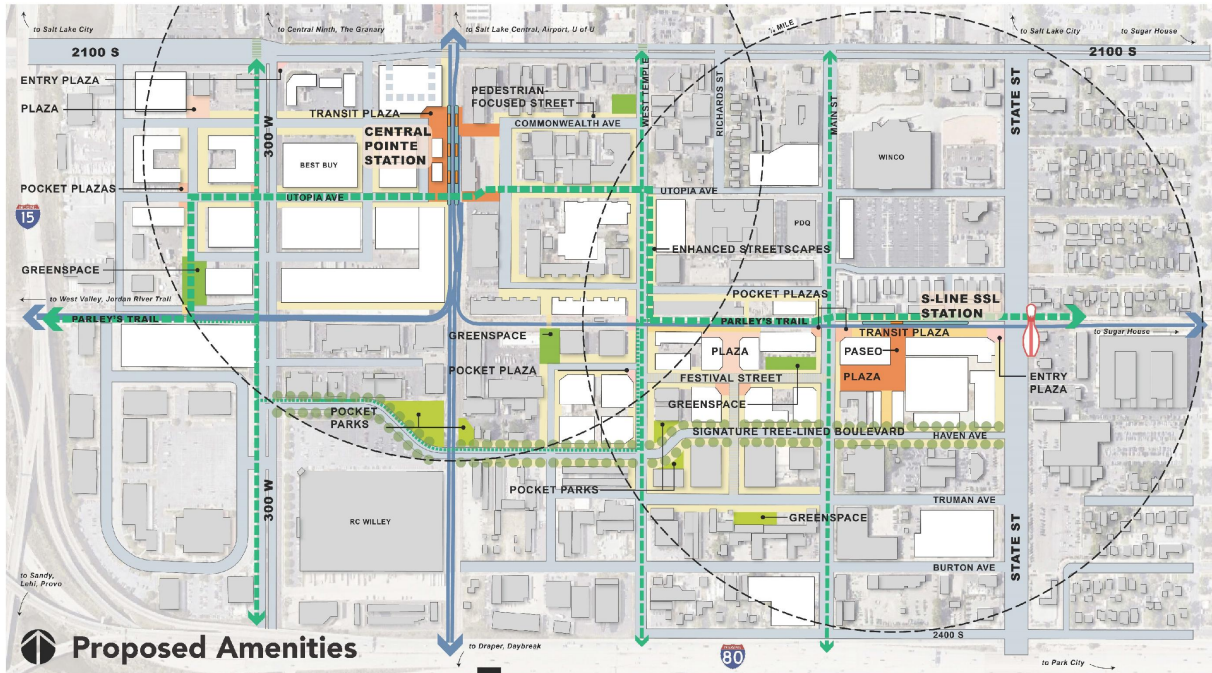 to Salt Lake City
to Central Ninth, The Granary
to Salt Lake Central, Airport, U of U
¼ MILE
to Salt Lake City
to Sugar House
2100 S
2100 S
ENTRY PLAZA
PLAZA
300 W
TRANSIT PLAZA
CENTRAL
POINTE
STATION
PEDESTRIAN-
FOCUSED STREET
COMMONWEALTH AVE
WEST TEMPLE
RICHARDS ST
MAIN ST
STATE ST
BEST BUY
WINCO
POCKET PLAZAS
UTOPIA AVE
UTOPIA AVE
15
PDQ
ENHANCED STREETSCAPES
GREENSPACE
to West Valley, Jordan River Trail
POCKET PLAZAS
S-LINE SSL
STATION
PARLEY'S TRAIL
PARLEY'S TRAIL
TRANSIT PLAZA
to Sugar House
GREENSPACE
PLAZA
PASEO
POCKET PLAZA
FESTIVAL STREET
PLAZA
ENTRY
PLAZA
GREENSPACE
POCKET
PARKS
SIGNATURE TREE-LINED BOULEVARD
HAVEN AVE
POCKET PARKS
300 W
TRUMAN AVE
RC WILLEY
GREENSPACE
STATE ST
BURTON AVE
to Sandy,
Lehi, Provo
2400 S
Proposed Amenities
to Draper, Daybreak
80
to Park City